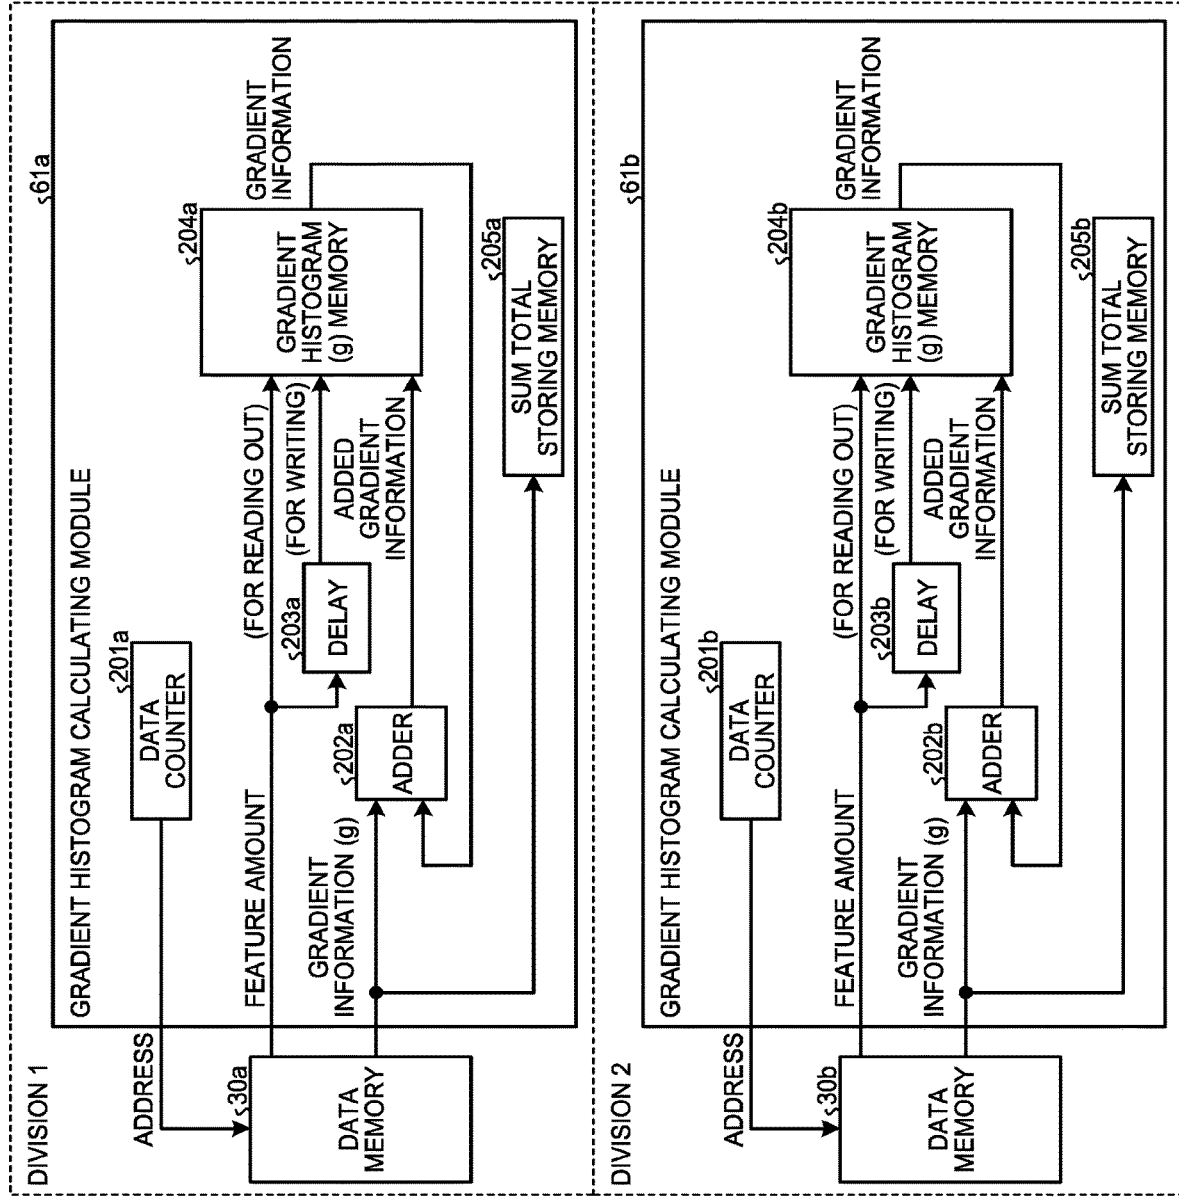 DIVISION 1
61a
GRADIENT HISTOGRAM CALCULATING MODULE
ADDRESS
201a
DATA
COUNTER
30a
DATA
MEMORY
FEATURE AMOUNT
(FOR READING OUT)
203a
DELAY
(FOR WRITING)
204a
GRADIENT
HISTOGRAM
(g) MEMORY
GRADIENT
INFORMATION
GRADIENT
INFORMATION (g)
202a
ADDER
ADDED
GRADIENT
INFORMATION
205a
SUM TOTAL
STORING MEMORY
DIVISION 2
61b
GRADIENT HISTOGRAM CALCULATING MODULE
ADDRESS
201b
DATA
COUNTER
30b
DATA
MEMORY
FEATURE AMOUNT
(FOR READING OUT)
203b
DELAY
(FOR WRITING)
204b
GRADIENT
HISTOGRAM
(g) MEMORY
GRADIENT
INFORMATION
GRADIENT
INFORMATION (g)
202b
ADDER
ADDED
GRADIENT
INFORMATION
205b
SUM TOTAL
STORING MEMORY